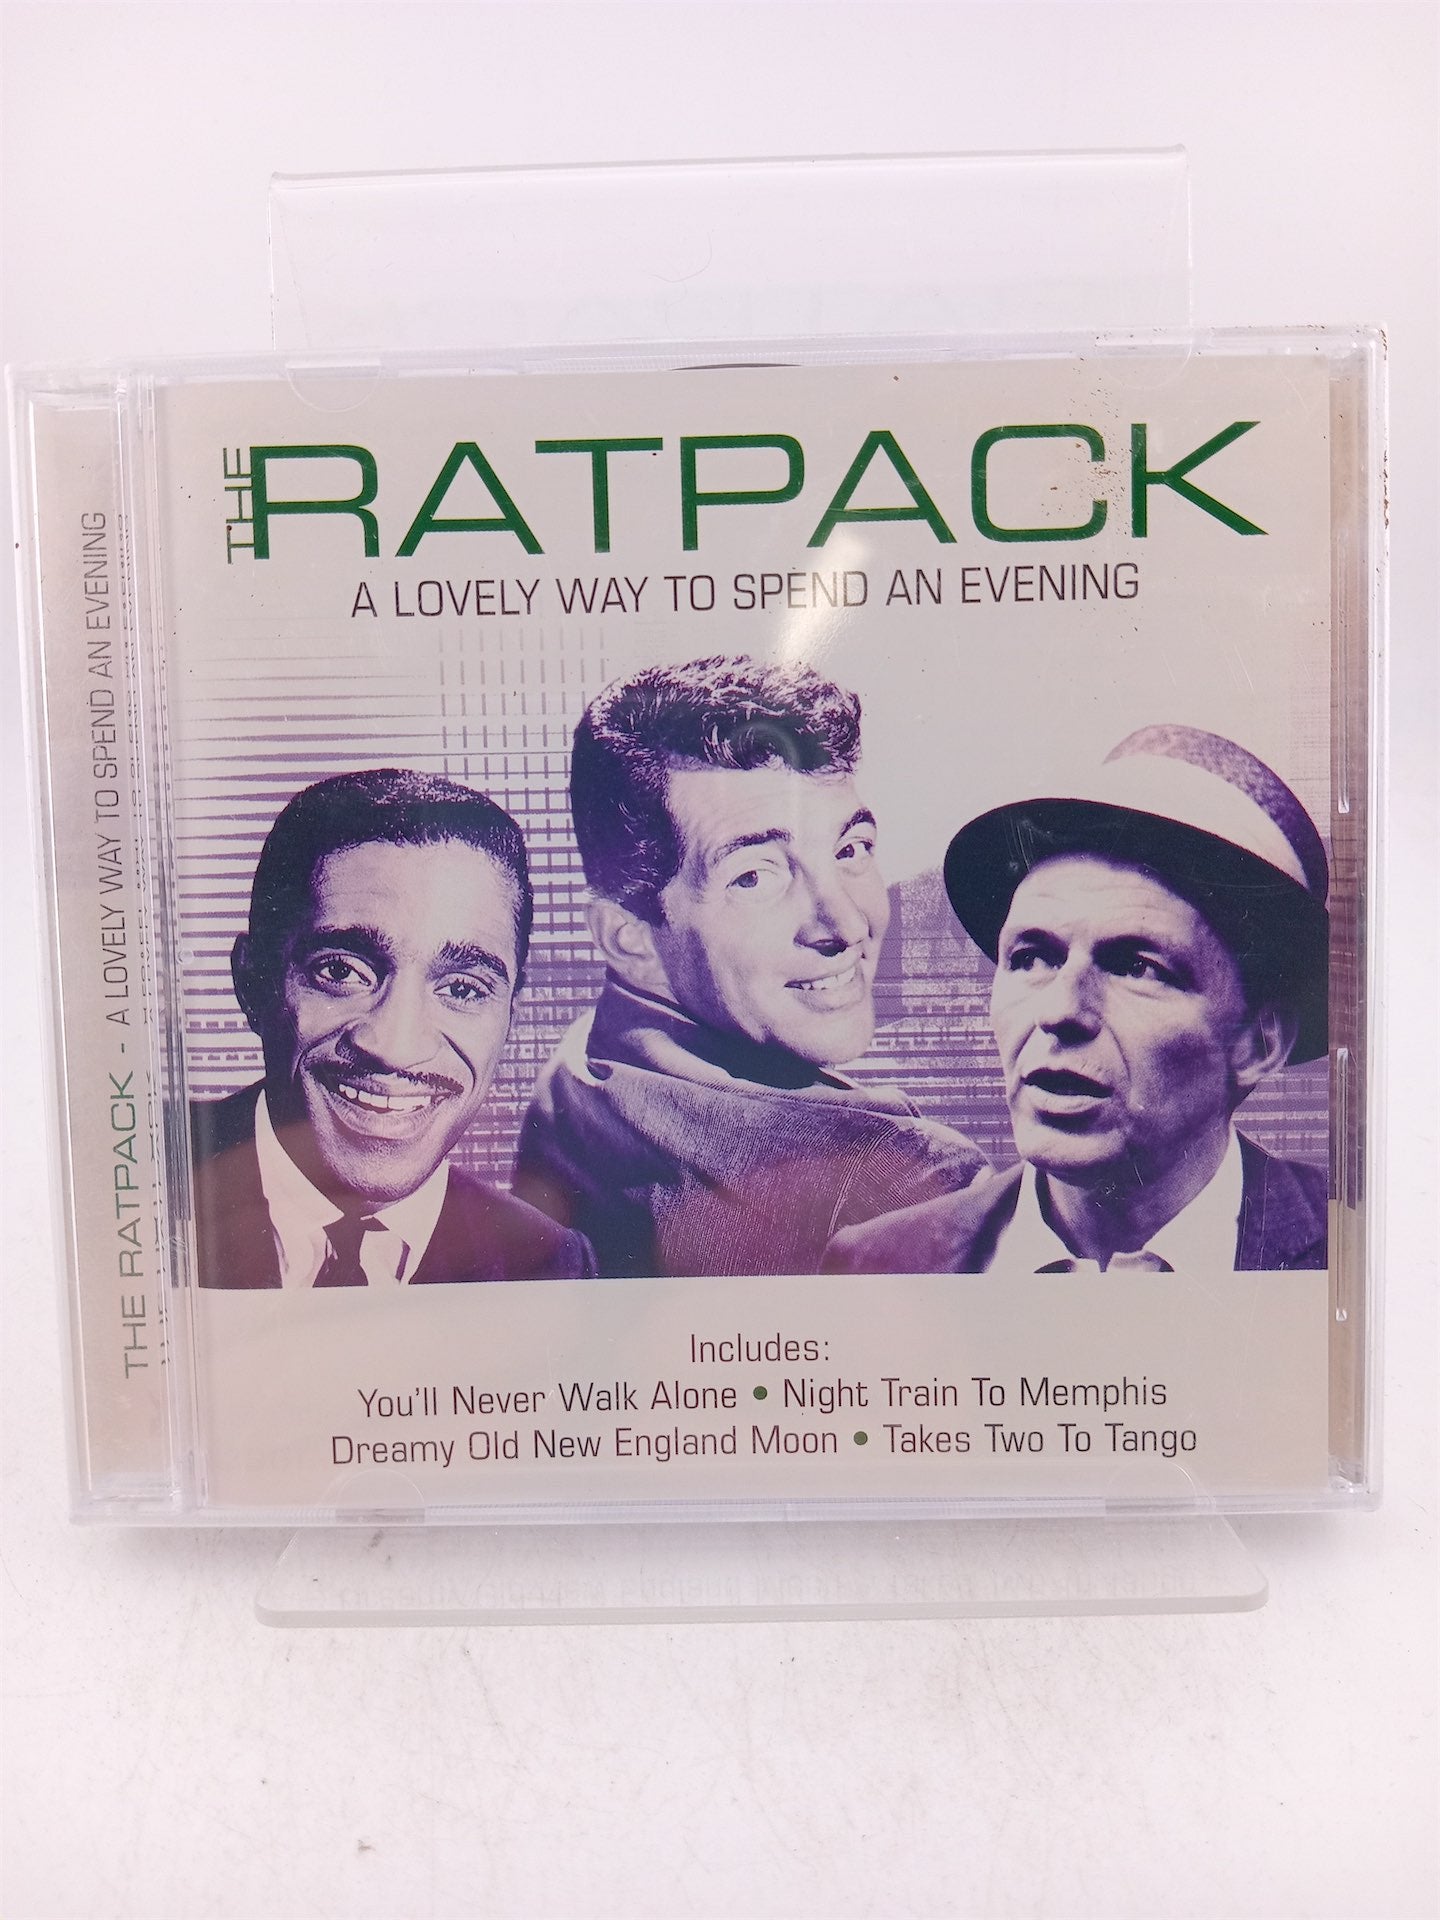 THE RATPACK
A LOVELY WAY TO SPEND AN EVENING
Includes:
You'll Never Walk Alone • Night Train To Memphis
Dreamy Old New England Moon • Takes Two To Tango
THE RATPACK - A LOVELY WAY TO SPEND AN EVENING